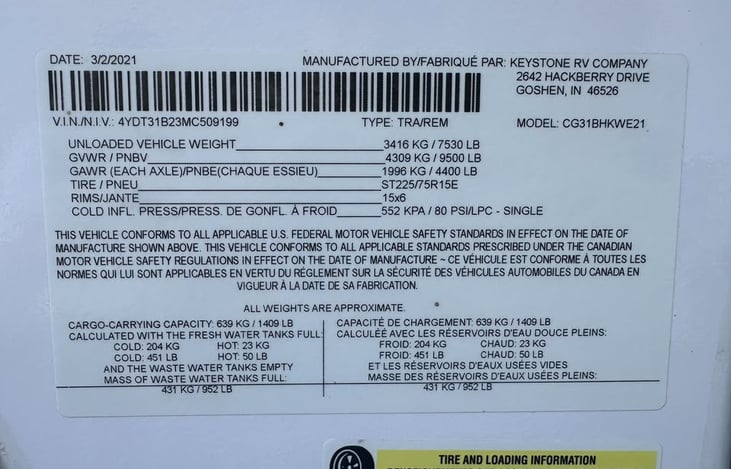 DATE: 3/2/2021
MANUFACTURED BY/FABRIQUÉ PAR: KEYSTONE RV COMPANY
2642 HACKBERRY DRIVE
GOSHEN, IN 46526
V.I.N./N.I.V.: 4YDT31B23MC509199 TYPE: TRA/REM MODEL: CG31BHKWE21
UNLOADED VEHICLE WEIGHT 3416 KG / 7530 LB
GVWR / PNBV 4309 KG / 9500 LB
GAWR (EACH AXLE)/PNBE(CHAQUE ESSIEU) 1996 KG / 4400 LB
TIRE / PNEU ST225/75R15E
RIMS/JANTE 15x6
COLD INFL. PRESS/PRESS. DE GONFL. À FROID 552 KPA / 80 PSI/LPC - SINGLE
THIS VEHICLE CONFORMS TO ALL APPLICABLE U.S. FEDERAL MOTOR VEHICLE SAFETY STANDARDS IN EFFECT ON THE DATE OF
MANUFACTURE SHOWN ABOVE. THIS VEHICLE CONFORMS TO ALL APPLICABLE STANDARDS PRESCRIBED UNDER THE CANADIAN
MOTOR VEHICLE SAFETY REGULATIONS IN EFFECT ON THE DATE OF MANUFACTURE ~ CE VÉHICULE EST CONFORME À TOUTES LES
NORMES QUI LUI SONT APPLICABLES EN VERTU DU RÉGLEMENT SUR LA SÉCURITÉ DES VÉHICULES AUTOMOBILES DU CANADA EN
VIGUEUR À LA DATE DE SA FABRICATION.
ALL WEIGHTS ARE APPROXIMATE.
CARGO-CARRYING CAPACITY: 639 KG / 1409 LB
CALCULATED WITH THE FRESH WATER TANKS FULL:
COLD: 204 KG HOT: 23 KG
COLD: 451 LB HOT: 50 LB
AND THE WASTE WATER TANKS EMPTY
MASS OF WASTE WATER TANKS FULL:
431 KG / 952 LB
CAPACITÉ DE CHARGEMENT: 639 KG / 1409 LB
CALCULÉE AVEC LES RÉSERVOIRS D'EAU DOUCE PLEINS:
FROID: 204 KG CHAUD: 23 KG
FROID: 451 LB CHAUD: 50 LB
ET LES RÉSERVOIRS D'EAUX USÉES VIDES
MASSE DES RÉSERVOIRS D'EAUX USÉES PLEINS:
431 KG / 952 LB
TIRE AND LOADING INFORMATION